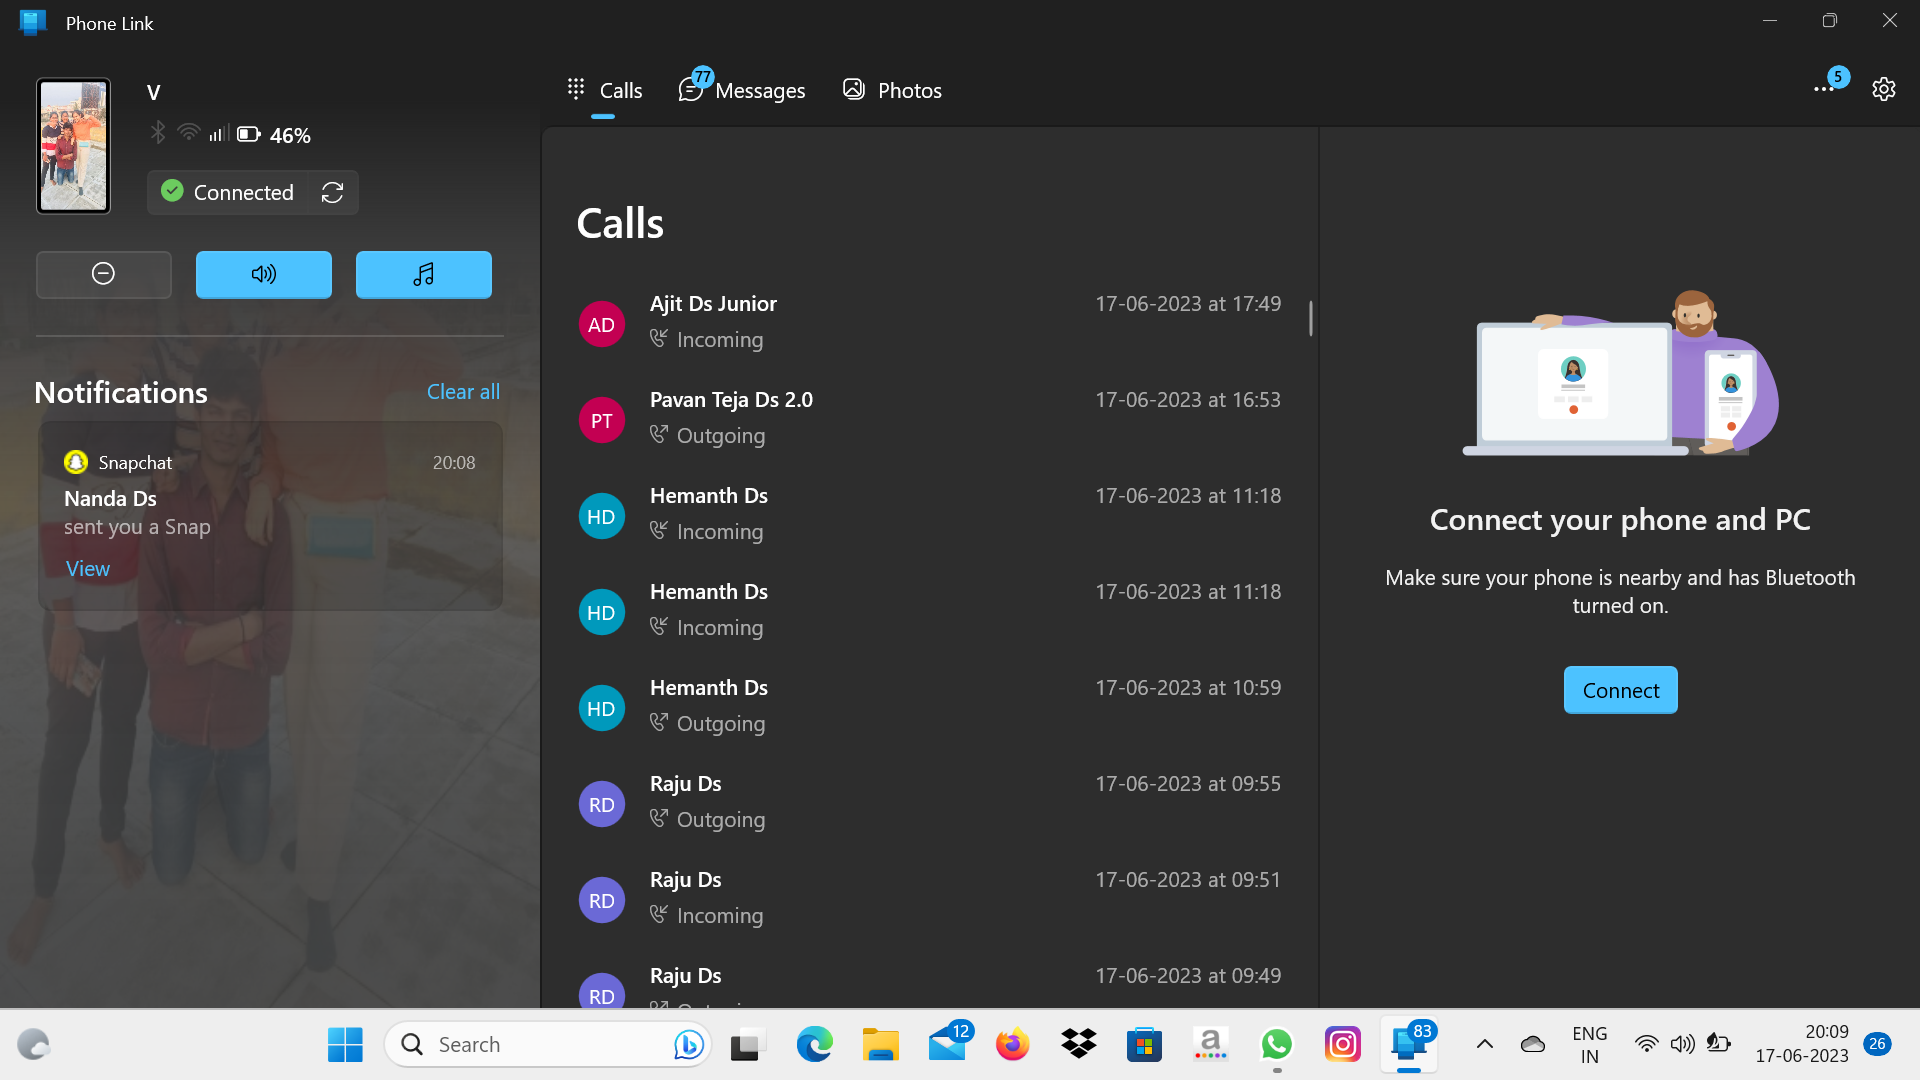 Phone Link
V
46%
Connected
Notifications
Clear all
Snapchat
20:08
Nanda Ds
sent you a Snap
View
Calls
77
Messages
Photos
5
Calls
AD
Ajit Ds Junior
17-06-2023 at 17:49
Incoming
PT
Pavan Teja Ds 2.0
17-06-2023 at 16:53
Outgoing
HD
Hemanth Ds
17-06-2023 at 11:18
Incoming
HD
Hemanth Ds
17-06-2023 at 11:18
Incoming
HD
Hemanth Ds
17-06-2023 at 10:59
Outgoing
RD
Raju Ds
17-06-2023 at 09:55
Outgoing
RD
Raju Ds
17-06-2023 at 09:51
Incoming
RD
Raju Ds
17-06-2023 at 09:49
Connect your phone and PC
Make sure your phone is nearby and has Bluetooth
turned on.
Connect
Search
12
a
83
ENG
IN
20:09
17-06-2023
26